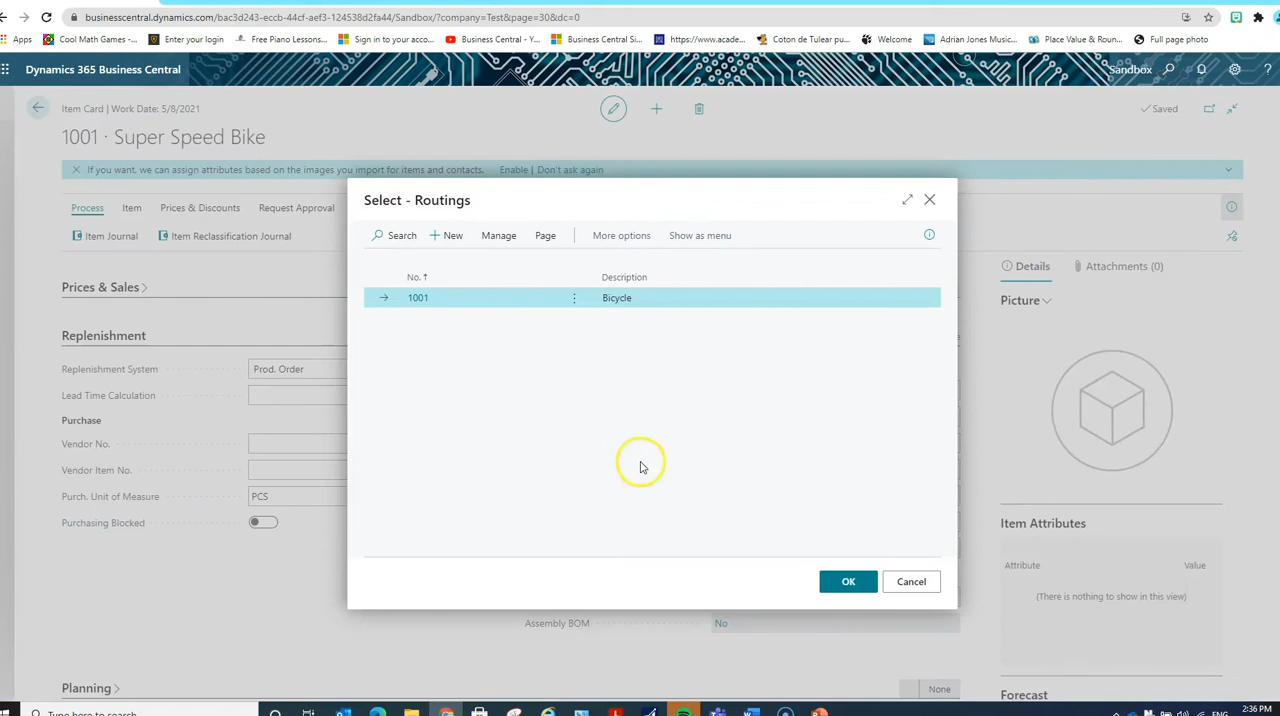 businesscentral.dynamics.com/bac3d243-eccb-44cf-aef3-124538d2fa44/Sandbox/?company=Test&page=30&dc=0
Apps Cool Math Games -... Enter your login Free Piano Lessons... Sign in to your acco... Business Central - Y... Business Central Si... https://www.acade... Coton de Tulear pu... Welcome Adrian Jones Music... Place Value & Roun... Full page photo
Dynamics 365 Business Central Sandbox ?
Item Card | Work Date: 5/8/2021 Saved
1001 · Super Speed Bike
If you want, we can assign attributes based on the images you import for items and contacts. Enable | Don't ask again
Process Item Prices & Discounts Request Approval
Item Journal Item Reclassification Journal
Select - Routings
Search New Manage Page More options Show as menu
No. ↑ Description
1001 Bicycle
OK Cancel
Prices & Sales
Replenishment
Replenishment System Prod. Order
Lead Time Calculation
Purchase
Vendor No.
Vendor Item No.
Purch. Unit of Measure PCS
Purchasing Blocked
Assembly BOM No
Planning None
Details Attachments (0)
Picture
Item Attributes
Attribute Value
(There is nothing to show in this view)
Forecast
Type here to search
ENG 2:36 PM